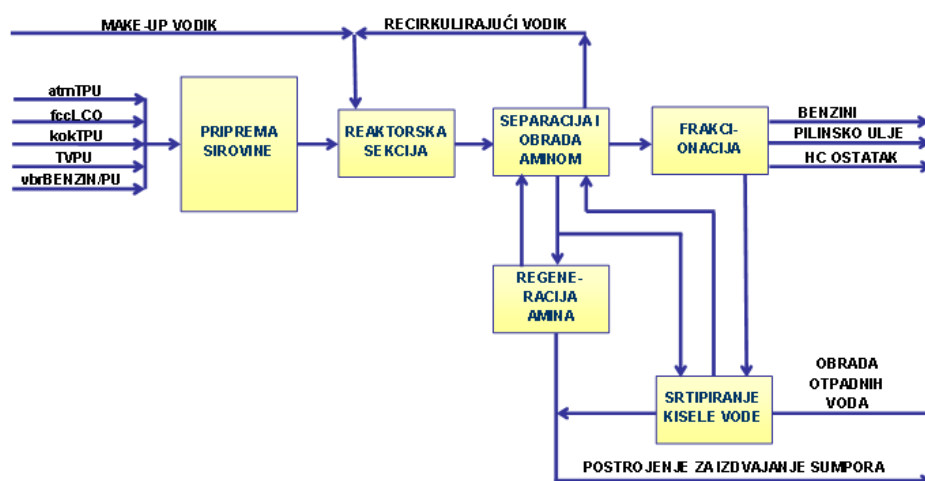 MAKE-UP VODIK
RECIRKULIRAJUĆI VODIK
atmTPU
fccLCO
kokTPU
TVPU
vbrBENZIN/PU
PRIPREMA
SIROVINE
REAKTORSKA
SEKCIJA
SEPARACIJA I
OBRADA
AMINOM
FRAKCI-
ONACIJA
BENZINI
PILINSKO ULJE
HC OSTATAK
REGENE-
RACIJA
AMINA
SRTIPIRANJE
KISELE VODE
OBRADA
OTPADNIH
VODA
POSTROJENJE ZA IZDVAJANJE SUMPORA